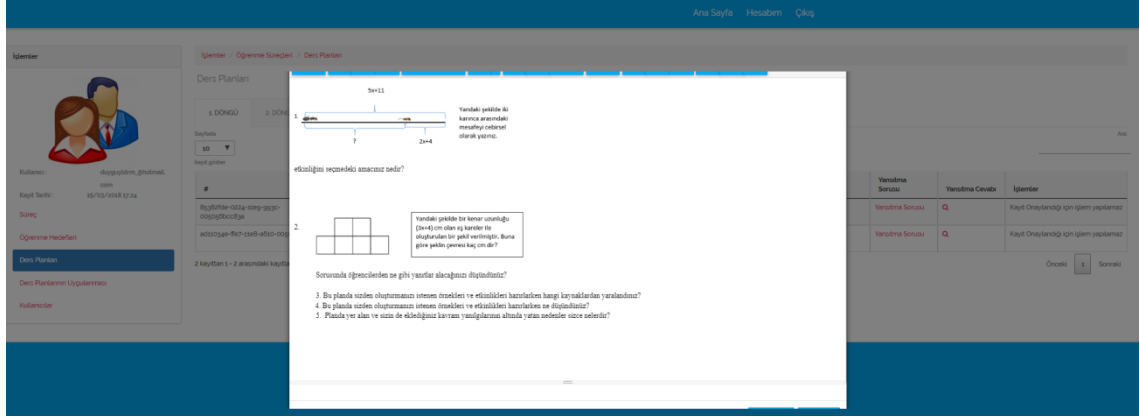 Ana Sayfa Hesabım Çıkış
İşlemler
İşlemler / Öğrenme Süreçleri / Ders Planları
Ders Planları
1. DÖNGÜ
2. DÖNG
Sayfada
10
kayıt göster
Ara:
Kullanıcı:
Kayıt Tarihi:
Süreç
Öğrenme Hedefleri
Ders Planları
Ders Planlarının Uygulanması
Kullanıcılar
#
Yansıtma Sorusu
Yansıtma Cevabı
İşlemler
Yansıtma Sorusu
Kayıt Onaylandığı için işlem yapılamaz
Yansıtma Sorusu
Kayıt Onaylandığı için işlem yapılamaz
2 kayıttan 1 - 2 arasındaki kayıtla
Önceki 1 Sonraki
5x+11
1.
?
2x+4
Yandaki şekilde iki
karınca arasındaki
mesafeyi cebirsel
olarak yazınız.
etkinliğini seçmedeki amacınız nedir?
2.
Yandaki şekilde bir kenar uzunluğu
(3x+4) cm olan eş kareler ile
oluşturulan bir şekil verilmiştir. Buna
göre şeklin çevresi kaç cm dir?
Sorusunda öğrencilerden ne gibi yanıtlar alacağınızı düşündünüz?
3. Bu planda sizden oluşturmanızı istenen örnekleri ve etkinlikleri hazırlarken hangi kaynaklardan yaralandınız?
4. Bu planda sizden oluşturmanızı istenen örnekleri ve etkinlikleri hazırlarken ne düşündünüz?
5. Planda yer alan ve sizin de eklediğiniz kavram yanılgılarının altında yatan nedenler sizce nelerdir?